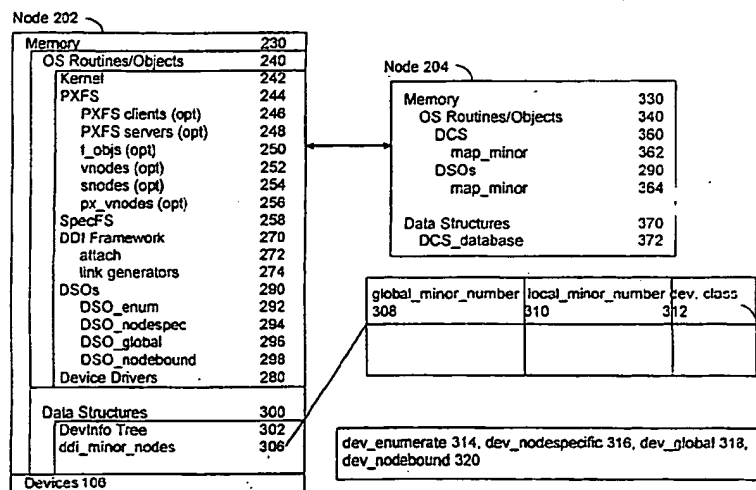 Node 202
Memory 230
OS Routines/Objects 240
Kernel 242
PXFS 244
PXFS clients (opt) 246
PXFS servers (opt) 248
f_objs (opt) 250
vnodes (opt) 252
snodes (opt) 254
px_vnodes (opt) 256
SpecFS 258
DDI Framework 270
attach 272
link generators 274
DSOs 290
DSO_enum 292
DSO_nodespec 294
DSO_global 296
DSO_nodebound 298
Device Drivers 280
Data Structures 300
DevInfo Tree 302
ddi_minor_nodes 306
Devices 106
Node 204
Memory 330
OS Routines/Objects 340
DCS 360
map_minor 362
DSOs 290
map_minor 364
Data Structures 370
DCS_database 372
global_minor_number local_minor_number dev. class
308 310 312
dev_enumerate 314, dev_nodespecific 316, dev_global 318,
dev_nodebound 320